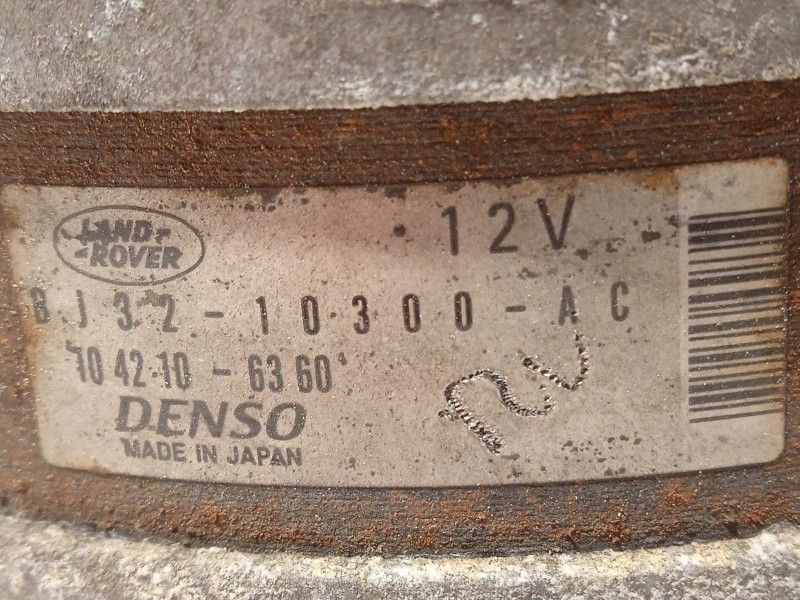 LAND-
ROVER
12V
BJ32-10300-AC
104210-6360
DENSO
MADE IN JAPAN